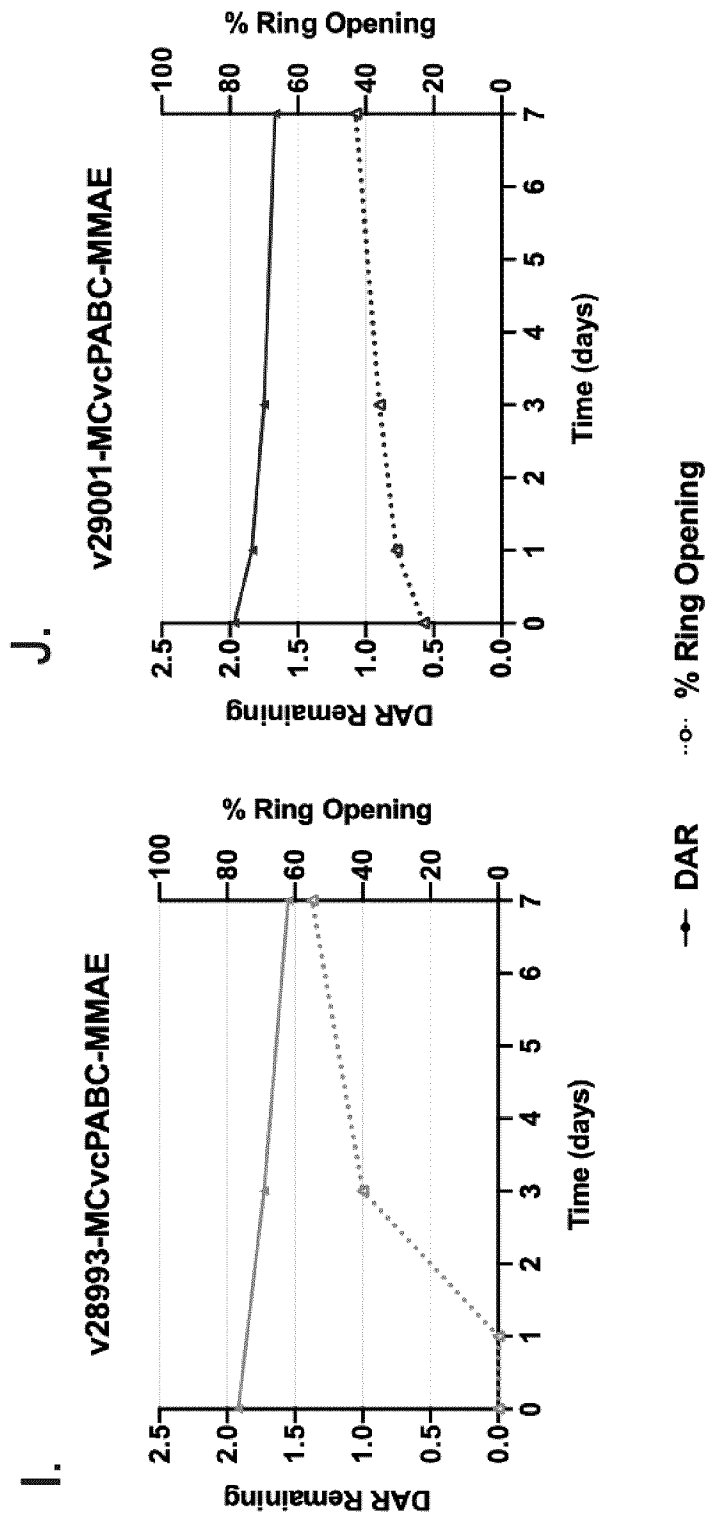 I.
v28993-MCvcPABC-MMAE
DAR Remaining
2.5
2.0
1.5
1.0
0.5
0.0
% Ring Opening
100
80
60
40
20
0
0 1 2 3 4 5 6 7
Time (days)
J.
v29001-MCvcPABC-MMAE
DAR Remaining
2.5
2.0
1.5
1.0
0.5
0.0
% Ring Opening
100
80
60
40
20
0
0 1 2 3 4 5 6 7
Time (days)
DAR % Ring Opening